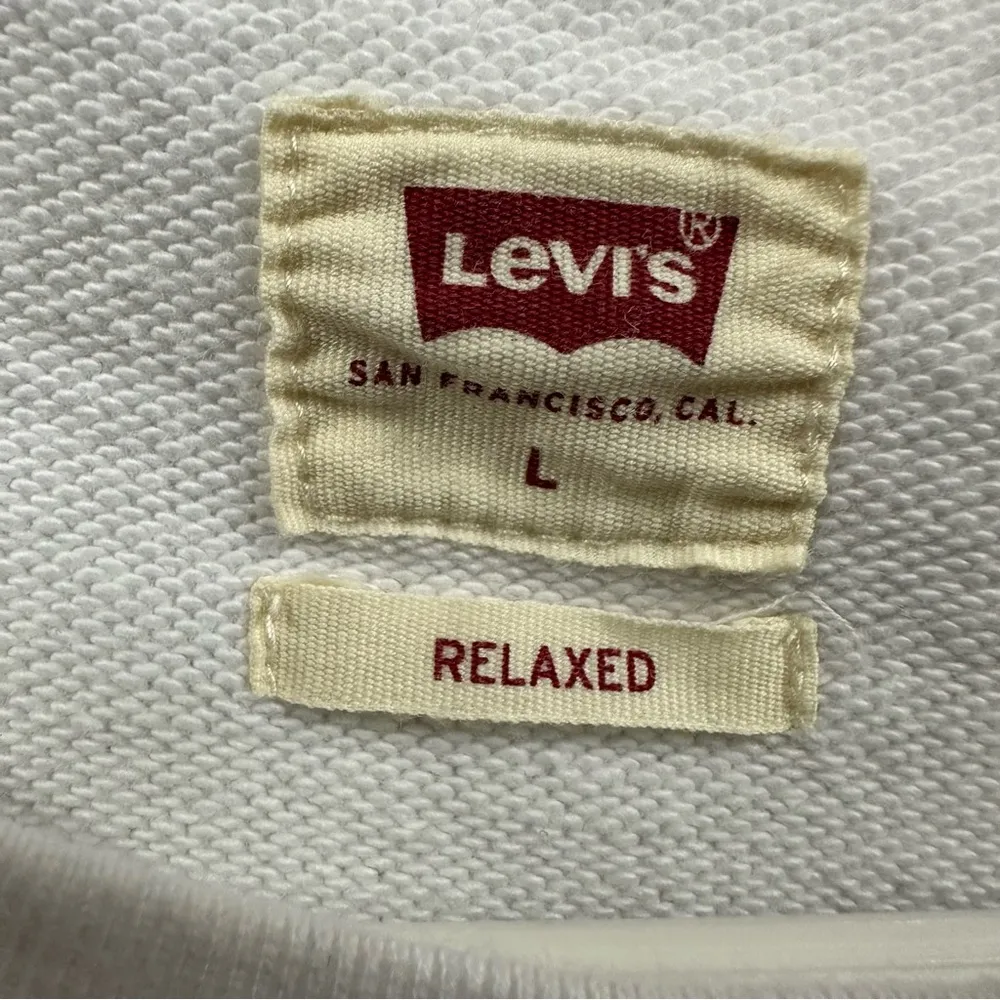 Levi's®
SAN FRANCISCO, CAL.
L
RELAXED